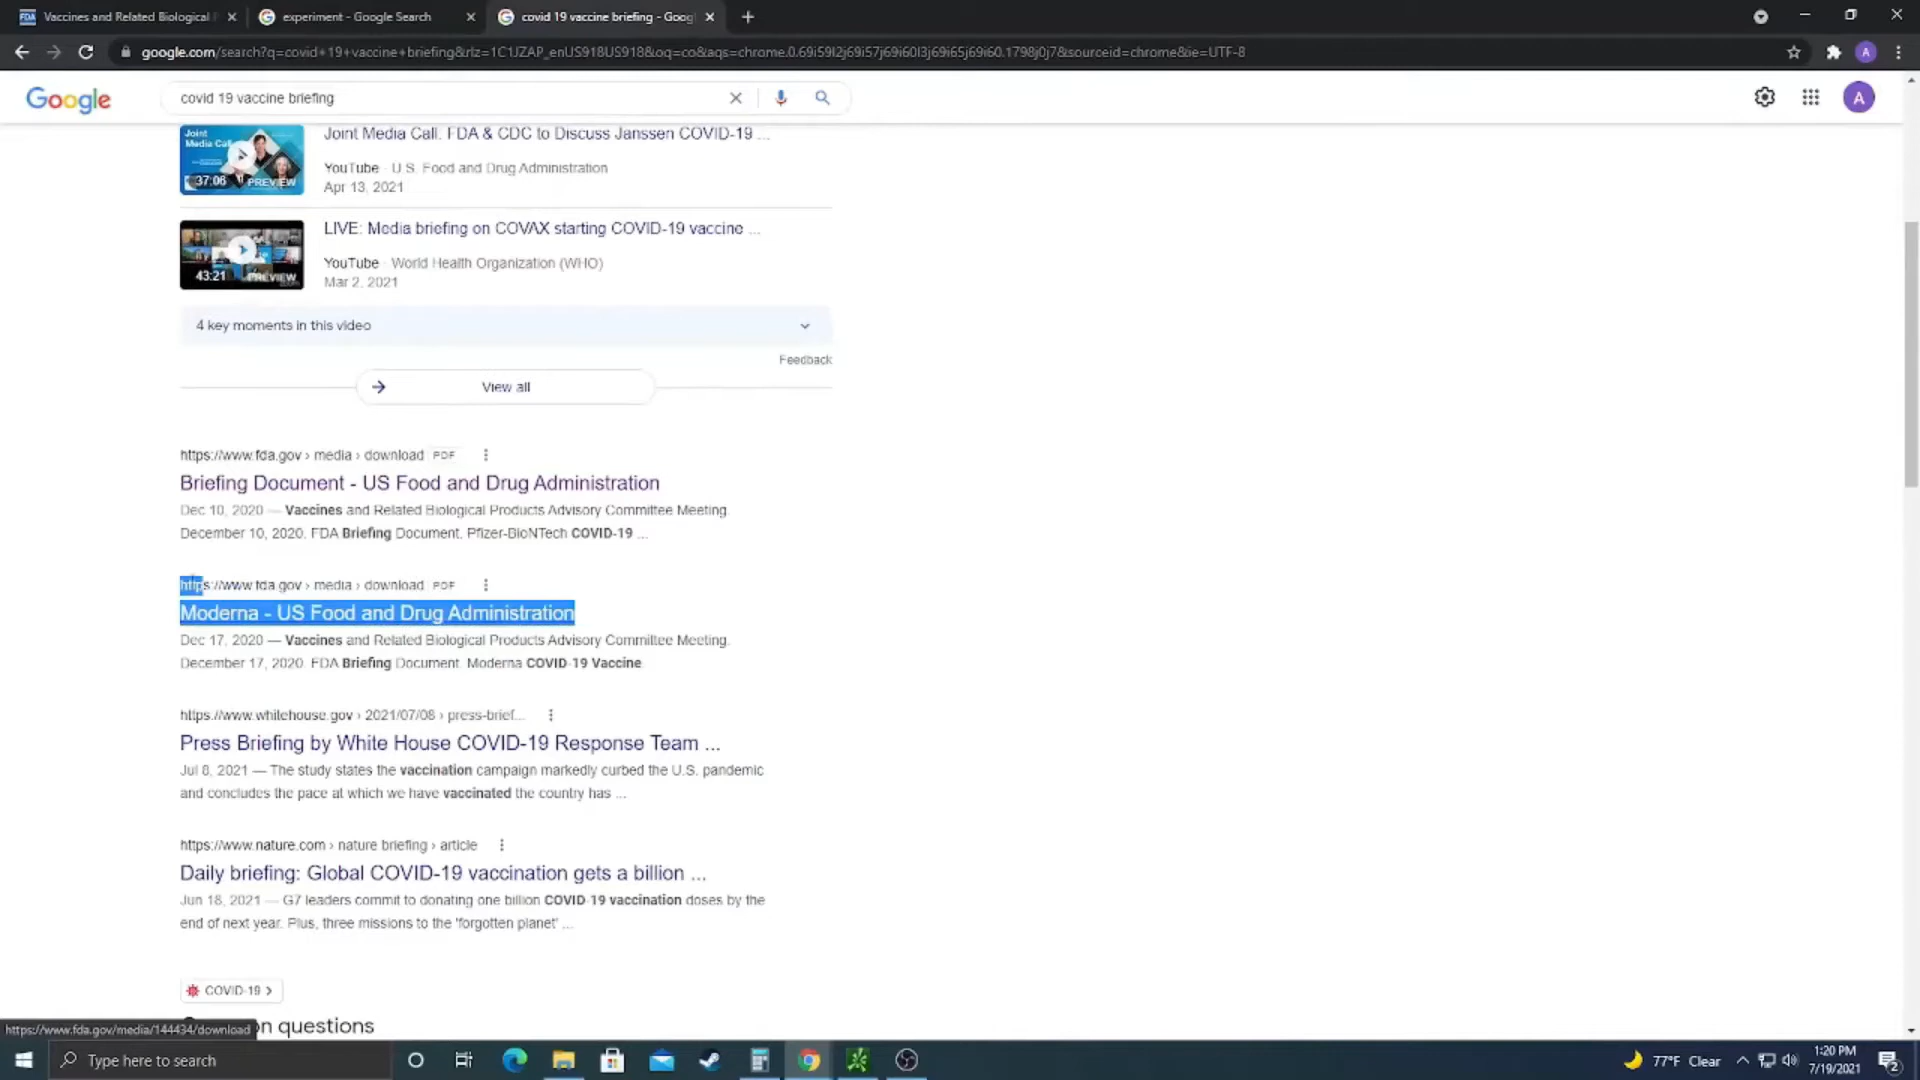 FDA Vaccines and Related Biological
experiment - Google Search
covid 19 vaccine briefing - Goog
google.com/search?q=covid+19+vaccine+briefing&rlz=1C1JZAP_enUS918US918&oq=co&aqs=chrome.0.69i59l2j69i57j69i60l3j69i65j69i60.1798j0j7&sourceid=chrome&ie=UTF-8
A
Google
covid 19 vaccine briefing
A
Joint Media Call
37:06 PREVIEW
Joint Media Call: FDA & CDC to Discuss Janssen COVID-19 ...
YouTube · U.S. Food and Drug Administration
Apr 13, 2021
43:21 PREVIEW
LIVE: Media briefing on COVAX starting COVID-19 vaccine ...
YouTube · World Health Organization (WHO)
Mar 2, 2021
4 key moments in this video
Feedback
View all
https://www.fda.gov › media › download PDF
Briefing Document - US Food and Drug Administration
Dec 10, 2020 — Vaccines and Related Biological Products Advisory Committee Meeting.
December 10, 2020. FDA Briefing Document. Pfizer-BioNTech COVID-19 ...
https://www.fda.gov › media › download PDF
Moderna - US Food and Drug Administration
Dec 17, 2020 — Vaccines and Related Biological Products Advisory Committee Meeting.
December 17, 2020. FDA Briefing Document. Moderna COVID-19 Vaccine
https://www.whitehouse.gov › 2021/07/08 › press-brief...
Press Briefing by White House COVID-19 Response Team ...
Jul 8, 2021 — The study states the vaccination campaign markedly curbed the U.S. pandemic
and concludes the pace at which we have vaccinated the country has ...
https://www.nature.com › nature briefing › article
Daily briefing: Global COVID-19 vaccination gets a billion ...
Jun 18, 2021 — G7 leaders commit to donating one billion COVID-19 vaccination doses by the
end of next year. Plus, three missions to the 'forgotten planet' ...
COVID-19
questions
https://www.fda.gov/media/144434/download
Type here to search
77°F Clear
1:20 PM
7/19/2021
2